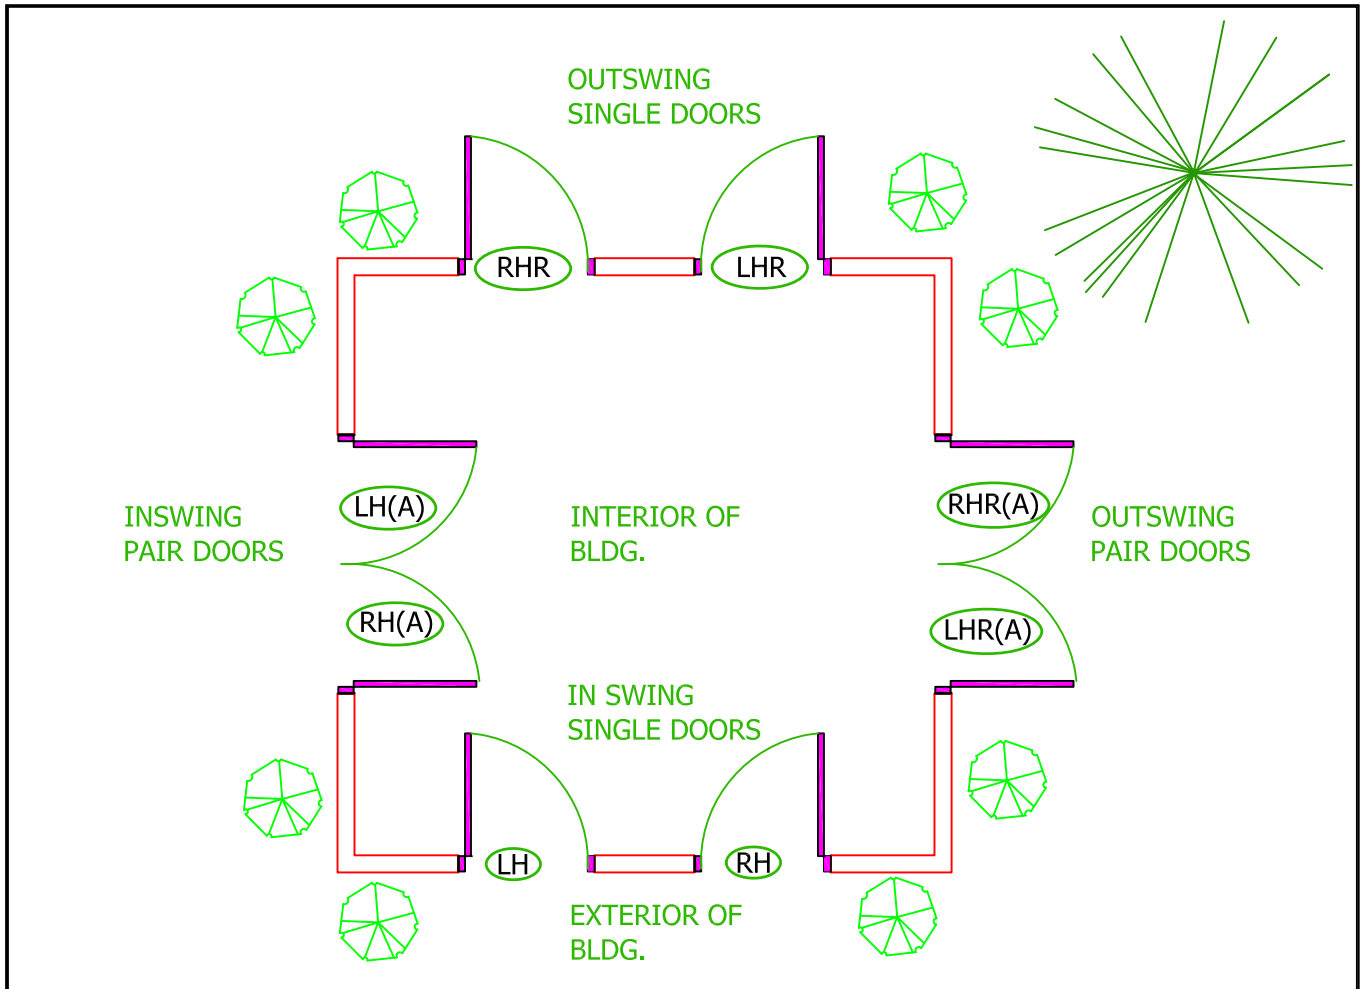 OUTSWING
SINGLE DOORS
RHR
LHR
INSWING
PAIR DOORS
LH(A)
RH(A)
INTERIOR OF
BLDG.
RHR(A)
LHR(A)
OUTSWING
PAIR DOORS
IN SWING
SINGLE DOORS
LH
RH
EXTERIOR OF
BLDG.